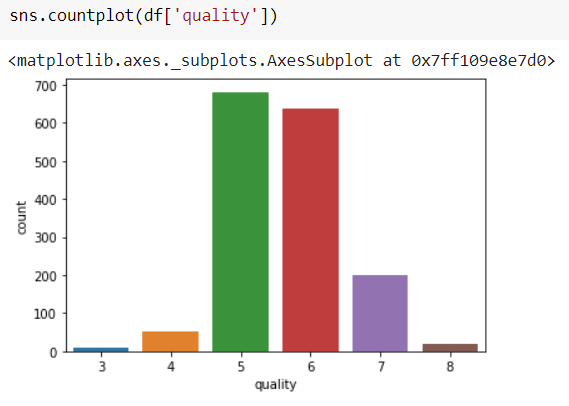 sns.countplot(df['quality'])
<matplotlib.axes._subplots.AxesSubplot at 0x7ff109e8e7d0>
700
600
500
400
300
200
100
0
count
3 4 5 6 7 8
quality